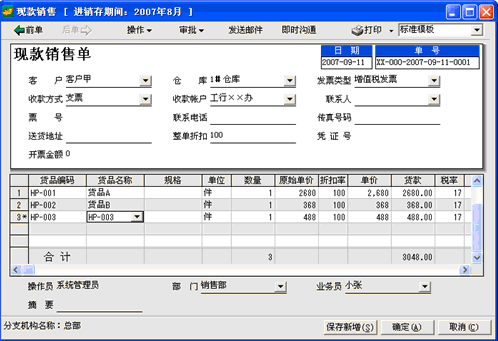 现款销售 [ 进销存期间：2007年8月 ]
前单 后单 操作 审批 发送邮件 即时沟通 打印 标准模板
现款销售单
日 期 单 号
2007-09-11 XX-000-2007-09-11-0001
客 户 客户甲 仓 库 1#仓库 发票类型 增值税发票
收款方式 支票 收款帐户 工行××办 联系人
票 号 联系电话 传真号码
送货地址 整单折扣 100 凭 证 号
开票金额 0
货品编码 货品名称 规格 单位 数量 原始单价 折扣率 单价 货款 税率
1 HP-001 货品A 件 1 2680 100 2,680 2680.00 17
2 HP-002 货品B 件 1 368 100 368 368.00 17
3* HP-003 HP-003 件 1 488 100 488 488.00 17
合 计 3 3048.00
操作员 系统管理员 部 门 销售部 业务员 小张
摘 要
分支机构名称：总部 保存新增(S) 确定(A) 取消(C)